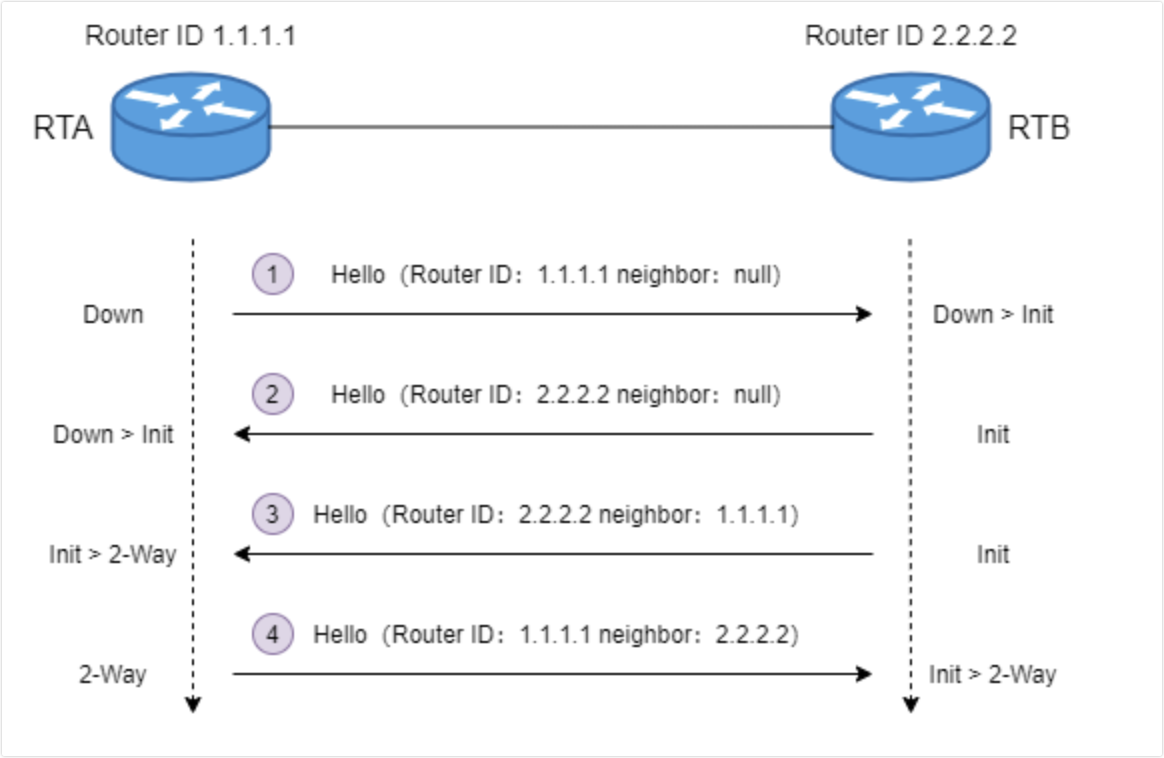 Router ID 1.1.1.1
Router ID 2.2.2.2
RTA
RTB
1 Hello（Router ID：1.1.1.1 neighbor：null）
Down
Down > Init
2 Hello（Router ID：2.2.2.2 neighbor：null）
Down > Init
Init
3 Hello（Router ID：2.2.2.2 neighbor：1.1.1.1）
Init > 2-Way
Init
4 Hello（Router ID：1.1.1.1 neighbor：2.2.2.2）
2-Way
Init > 2-Way